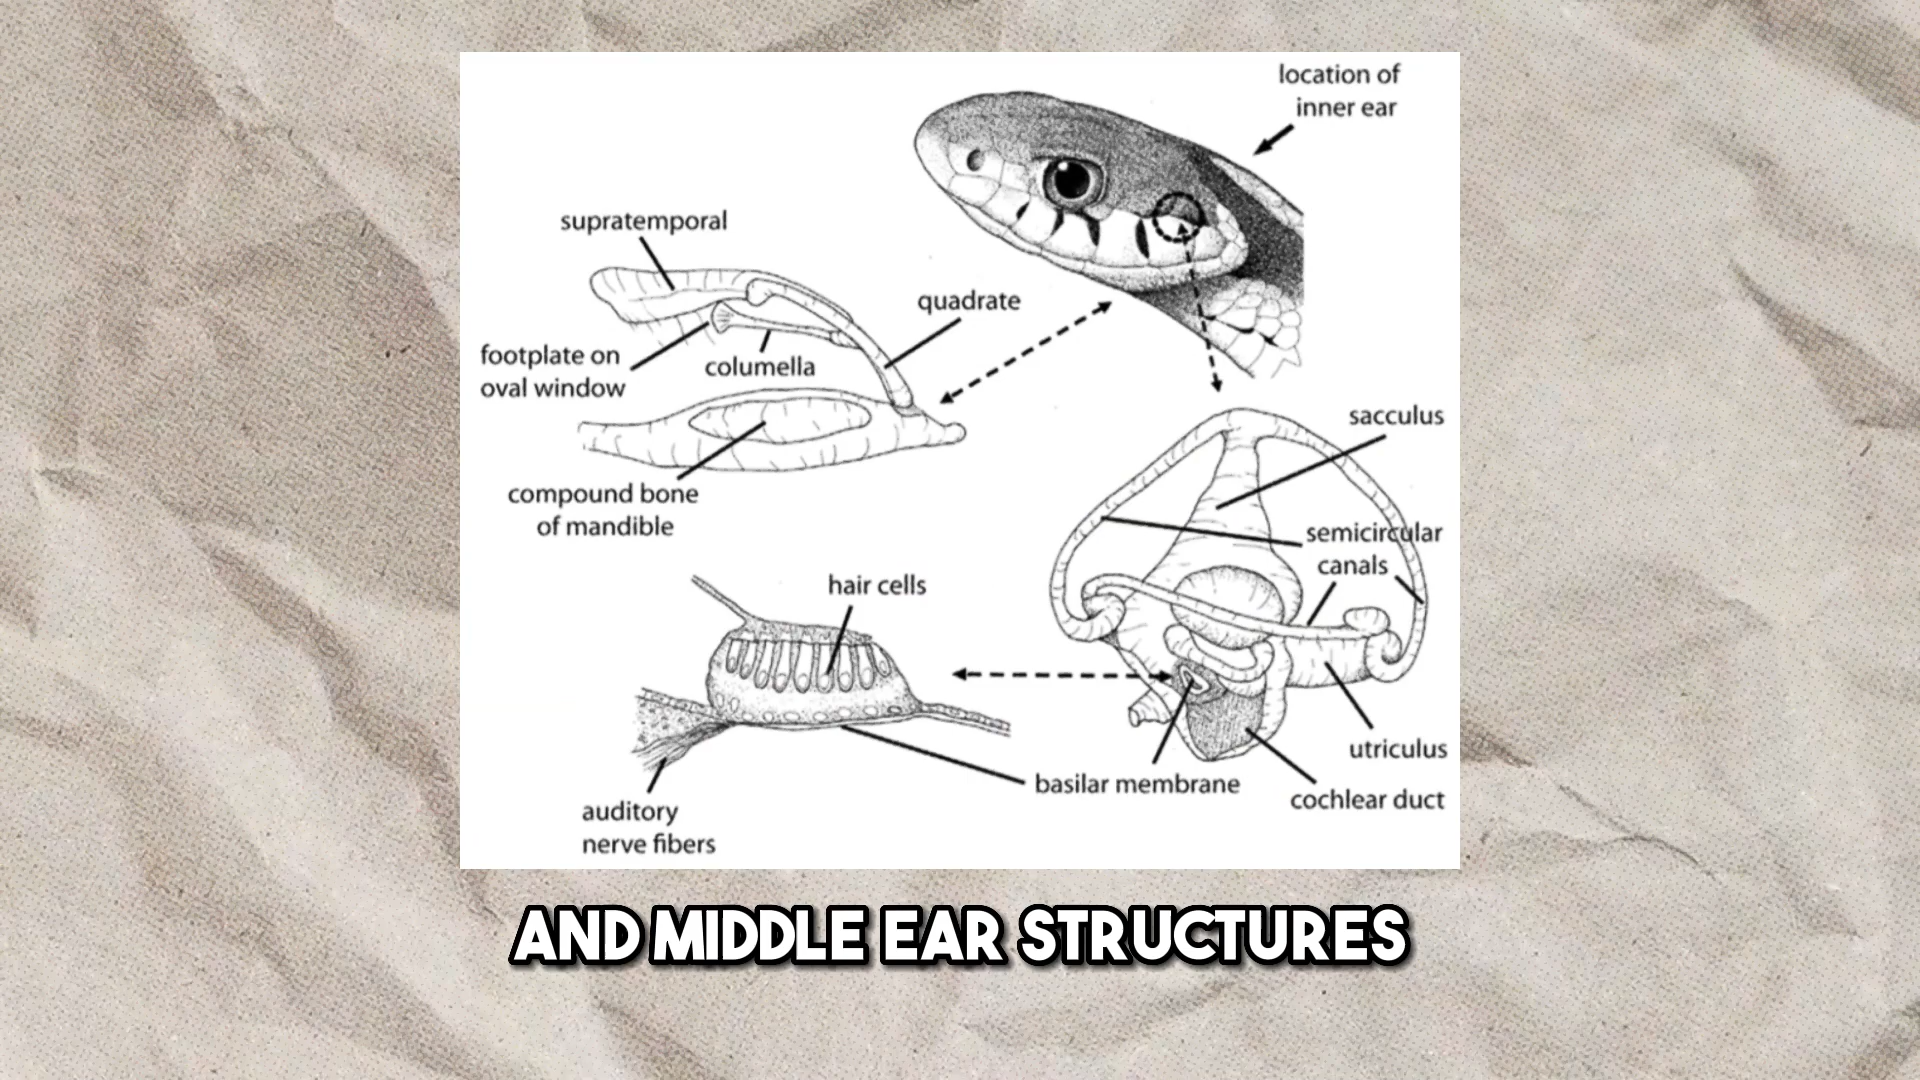 location of
inner ear
supratemporal
quadrate
footplate on
oval window
columella
compound bone
of mandible
sacculus
semicircular
canals
hair cells
utriculus
basilar membrane
cochlear duct
auditory
nerve fibers
AND MIDDLE EAR STRUCTURES